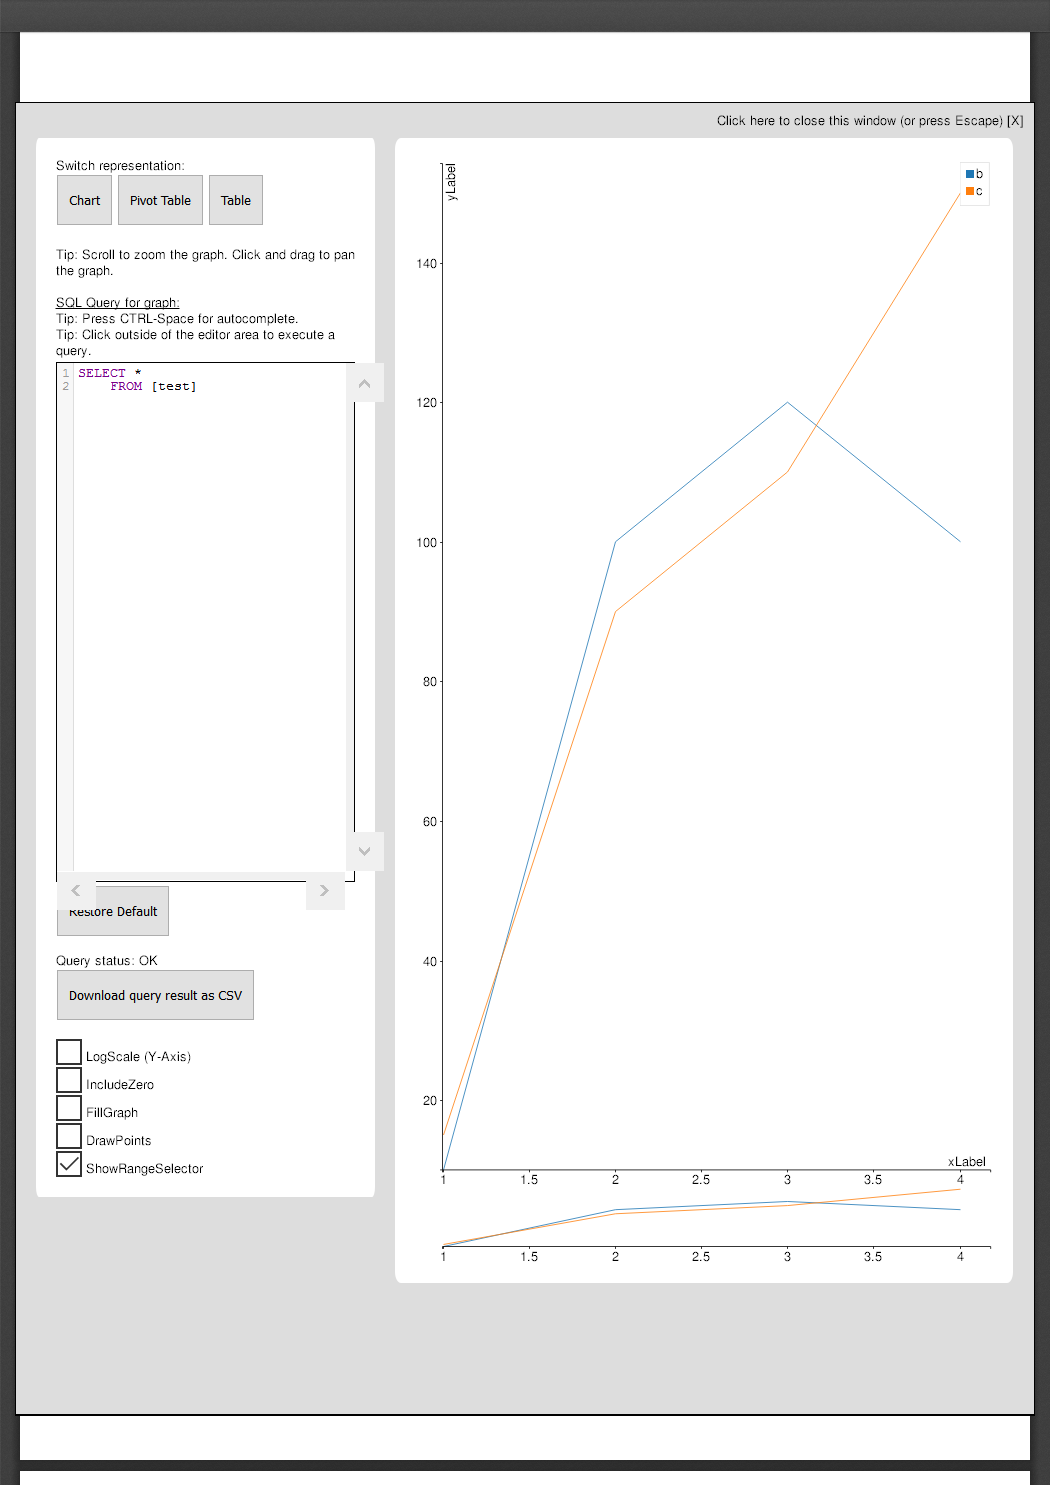 Click here to close this window (or press Escape) [X]
Switch representation:
Chart
Pivot Table
Table
Tip: Scroll to zoom the graph. Click and drag to pan
the graph.
SQL Query for graph:
Tip: Press CTRL-Space for autocomplete.
Tip: Click outside of the editor area to execute a
query.
1 SELECT *
2 FROM [test]
Restore Default
Query status: OK
Download query result as CSV
LogScale (Y-Axis)
IncludeZero
FillGraph
DrawPoints
ShowRangeSelector
yLabel
b
c
140
120
100
80
60
40
20
xLabel
1 1.5 2 2.5 3 3.5 4
1 1.5 2 2.5 3 3.5 4